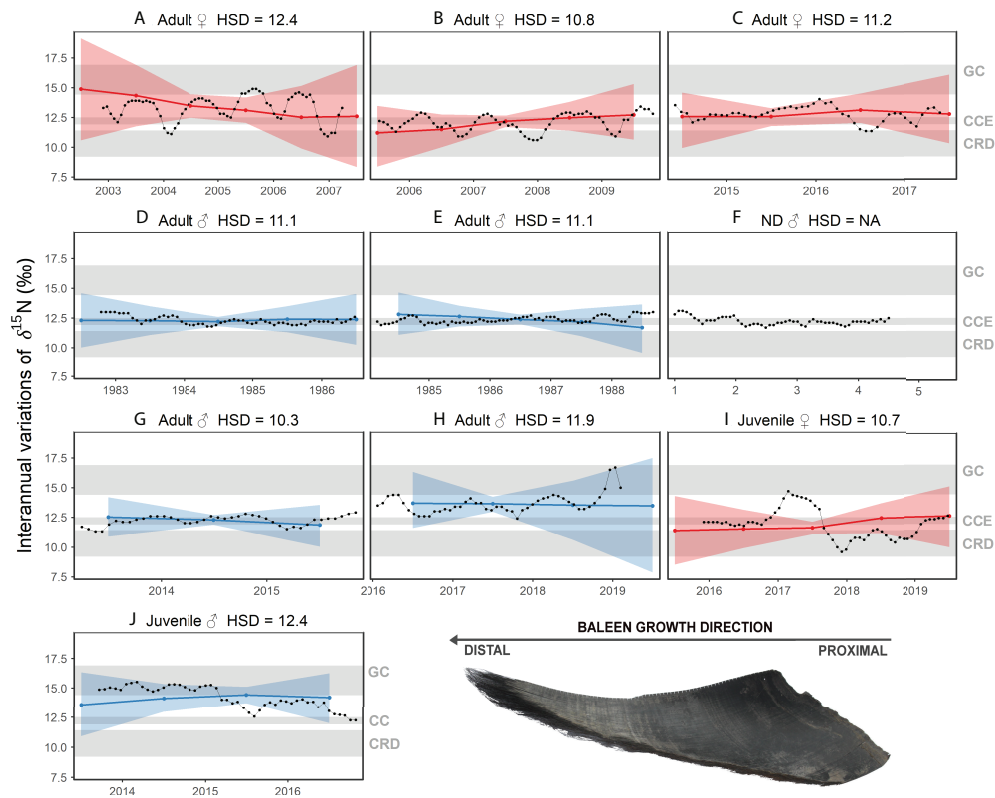 A Adult ♀ HSD = 12.4
B Adult ♀ HSD = 10.8
C Adult ♀ HSD = 11.2
17.5
15.0
12.5
10.0
7.5
GC
CCE
CRD
2003 2004 2005 2006 2007
2006 2007 2008 2009
2015 2016 2017
D Adult ♂ HSD = 11.1
E Adult ♂ HSD = 11.1
F ND ♂ HSD = NA
17.5
15.0
12.5
10.0
7.5
GC
CCE
CRD
1983 1984 1985 1986
1985 1986 1987 1988
1 2 3 4 5
Interannual variations of δ15N (‰)
G Adult ♂ HSD = 10.3
H Adult ♂ HSD = 11.9
I Juvenile ♀ HSD = 10.7
17.5
15.0
12.5
10.0
7.5
GC
CCE
CRD
2014 2015
2016 2017 2018 2019
2016 2017 2018 2019
J Juvenile ♂ HSD = 12.4
17.5
15.0
12.5
10.0
7.5
GC
CC
CRD
2014 2015 2016
BALEEN GROWTH DIRECTION
DISTAL PROXIMAL